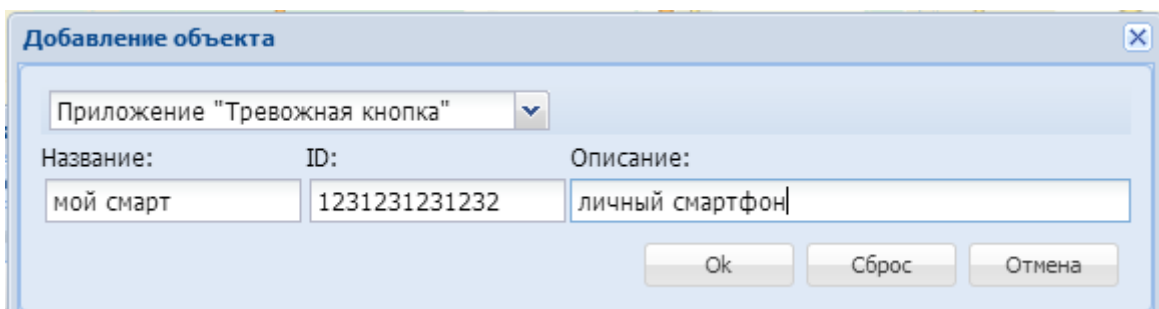 Добавление объекта
Приложение "Тревожная кнопка"
Название: ID: Описание:
мой смарт 1231231231232 личный смартфон
Ok Сброс Отмена